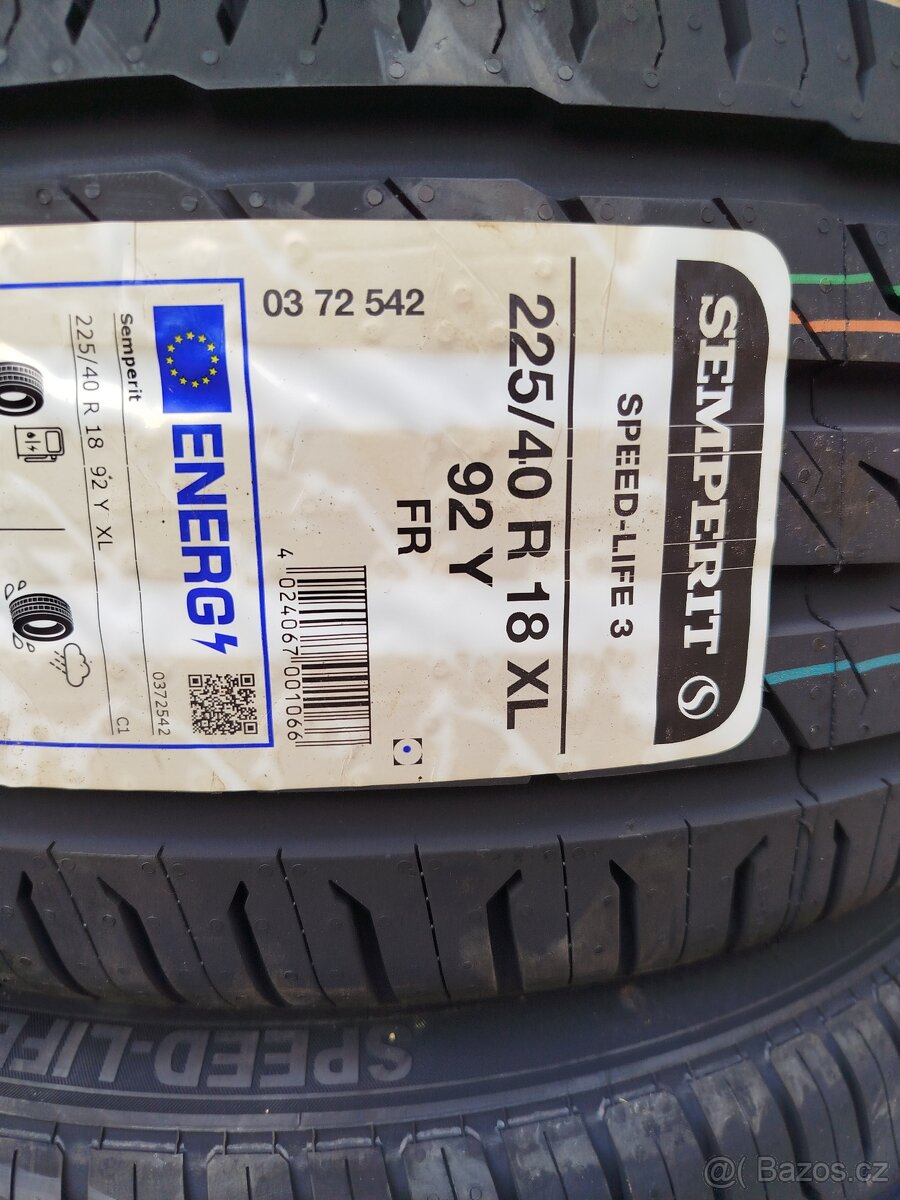 SEMPERIT
SPEED-LIFE 3
225/40 R 18 XL
92 Y
FR
03 72 542
4 024067 001066
ENERG
Semperit
0372542
225/40 R 18 92 Y XL
C1
SPEED-LIFE
@( Bazos.cz